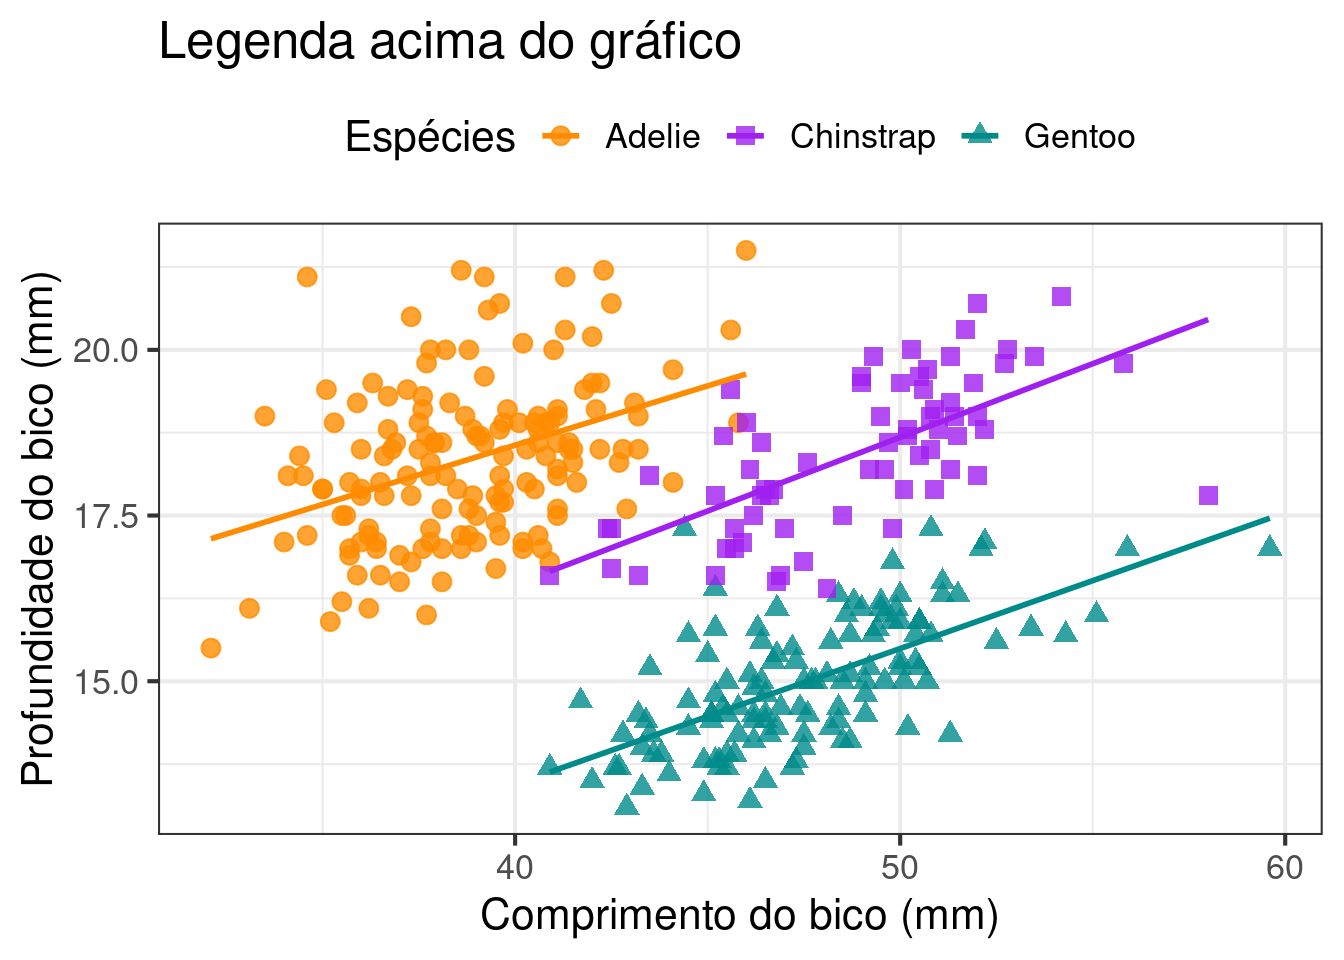 Legenda acima do gráfico
Espécies Adelie Chinstrap Gentoo
Profundidade do bico (mm)
20.0
17.5
15.0
40 50 60
Comprimento do bico (mm)